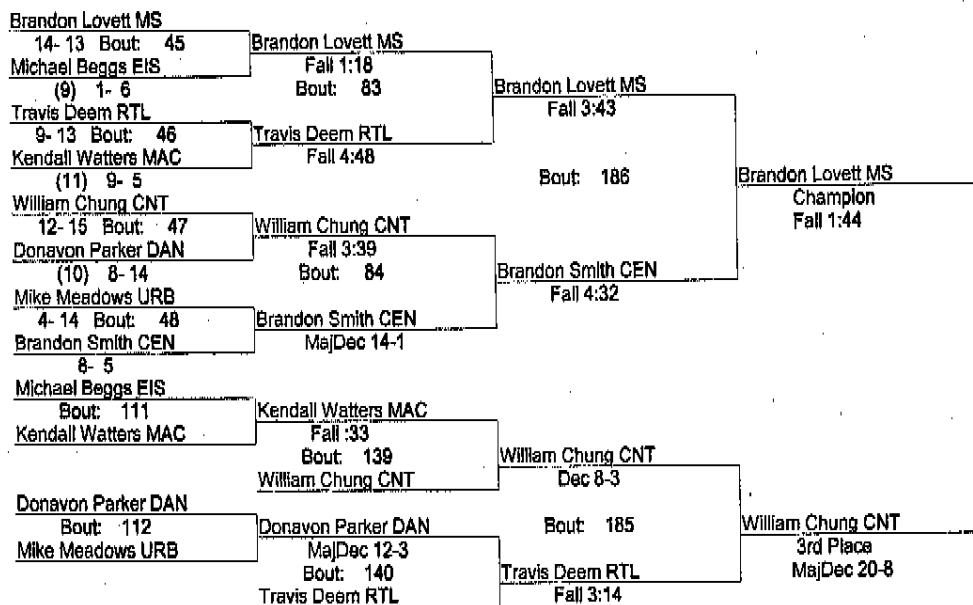 Brandon Lovett MS
14- 13 Bout: 45
Michael Beggs EIS
(9) 1- 6
Travis Deem RTL
9- 13 Bout: 46
Kendall Watters MAC
(11) 9- 5
William Chung CNT
12- 15 Bout: 47
Donavon Parker DAN
(10) 8- 14
Mike Meadows URB
4- 14 Bout: 48
Brandon Smith CEN
8- 5
Brandon Lovett MS
Fall 1:18
Bout: 83
Travis Deem RTL
Fall 4:48
William Chung CNT
Fall 3:39
Bout: 84
Brandon Smith CEN
MajDec 14-1
Brandon Lovett MS
Fall 3:43
Bout: 186
Brandon Smith CEN
Fall 4:32
Brandon Lovett MS
Champion
Fall 1:44
Michael Beggs EIS
Bout: 111
Kendall Watters MAC
Donavon Parker DAN
Bout: 112
Mike Meadows URB
Kendall Watters MAC
Fall :33
Bout: 139
William Chung CNT
Donavon Parker DAN
MajDec 12-3
Bout: 140
Travis Deem RTL
William Chung CNT
Dec 8-3
Bout: 185
Travis Deem RTL
Fall 3:14
William Chung CNT
3rd Place
MajDec 20-8